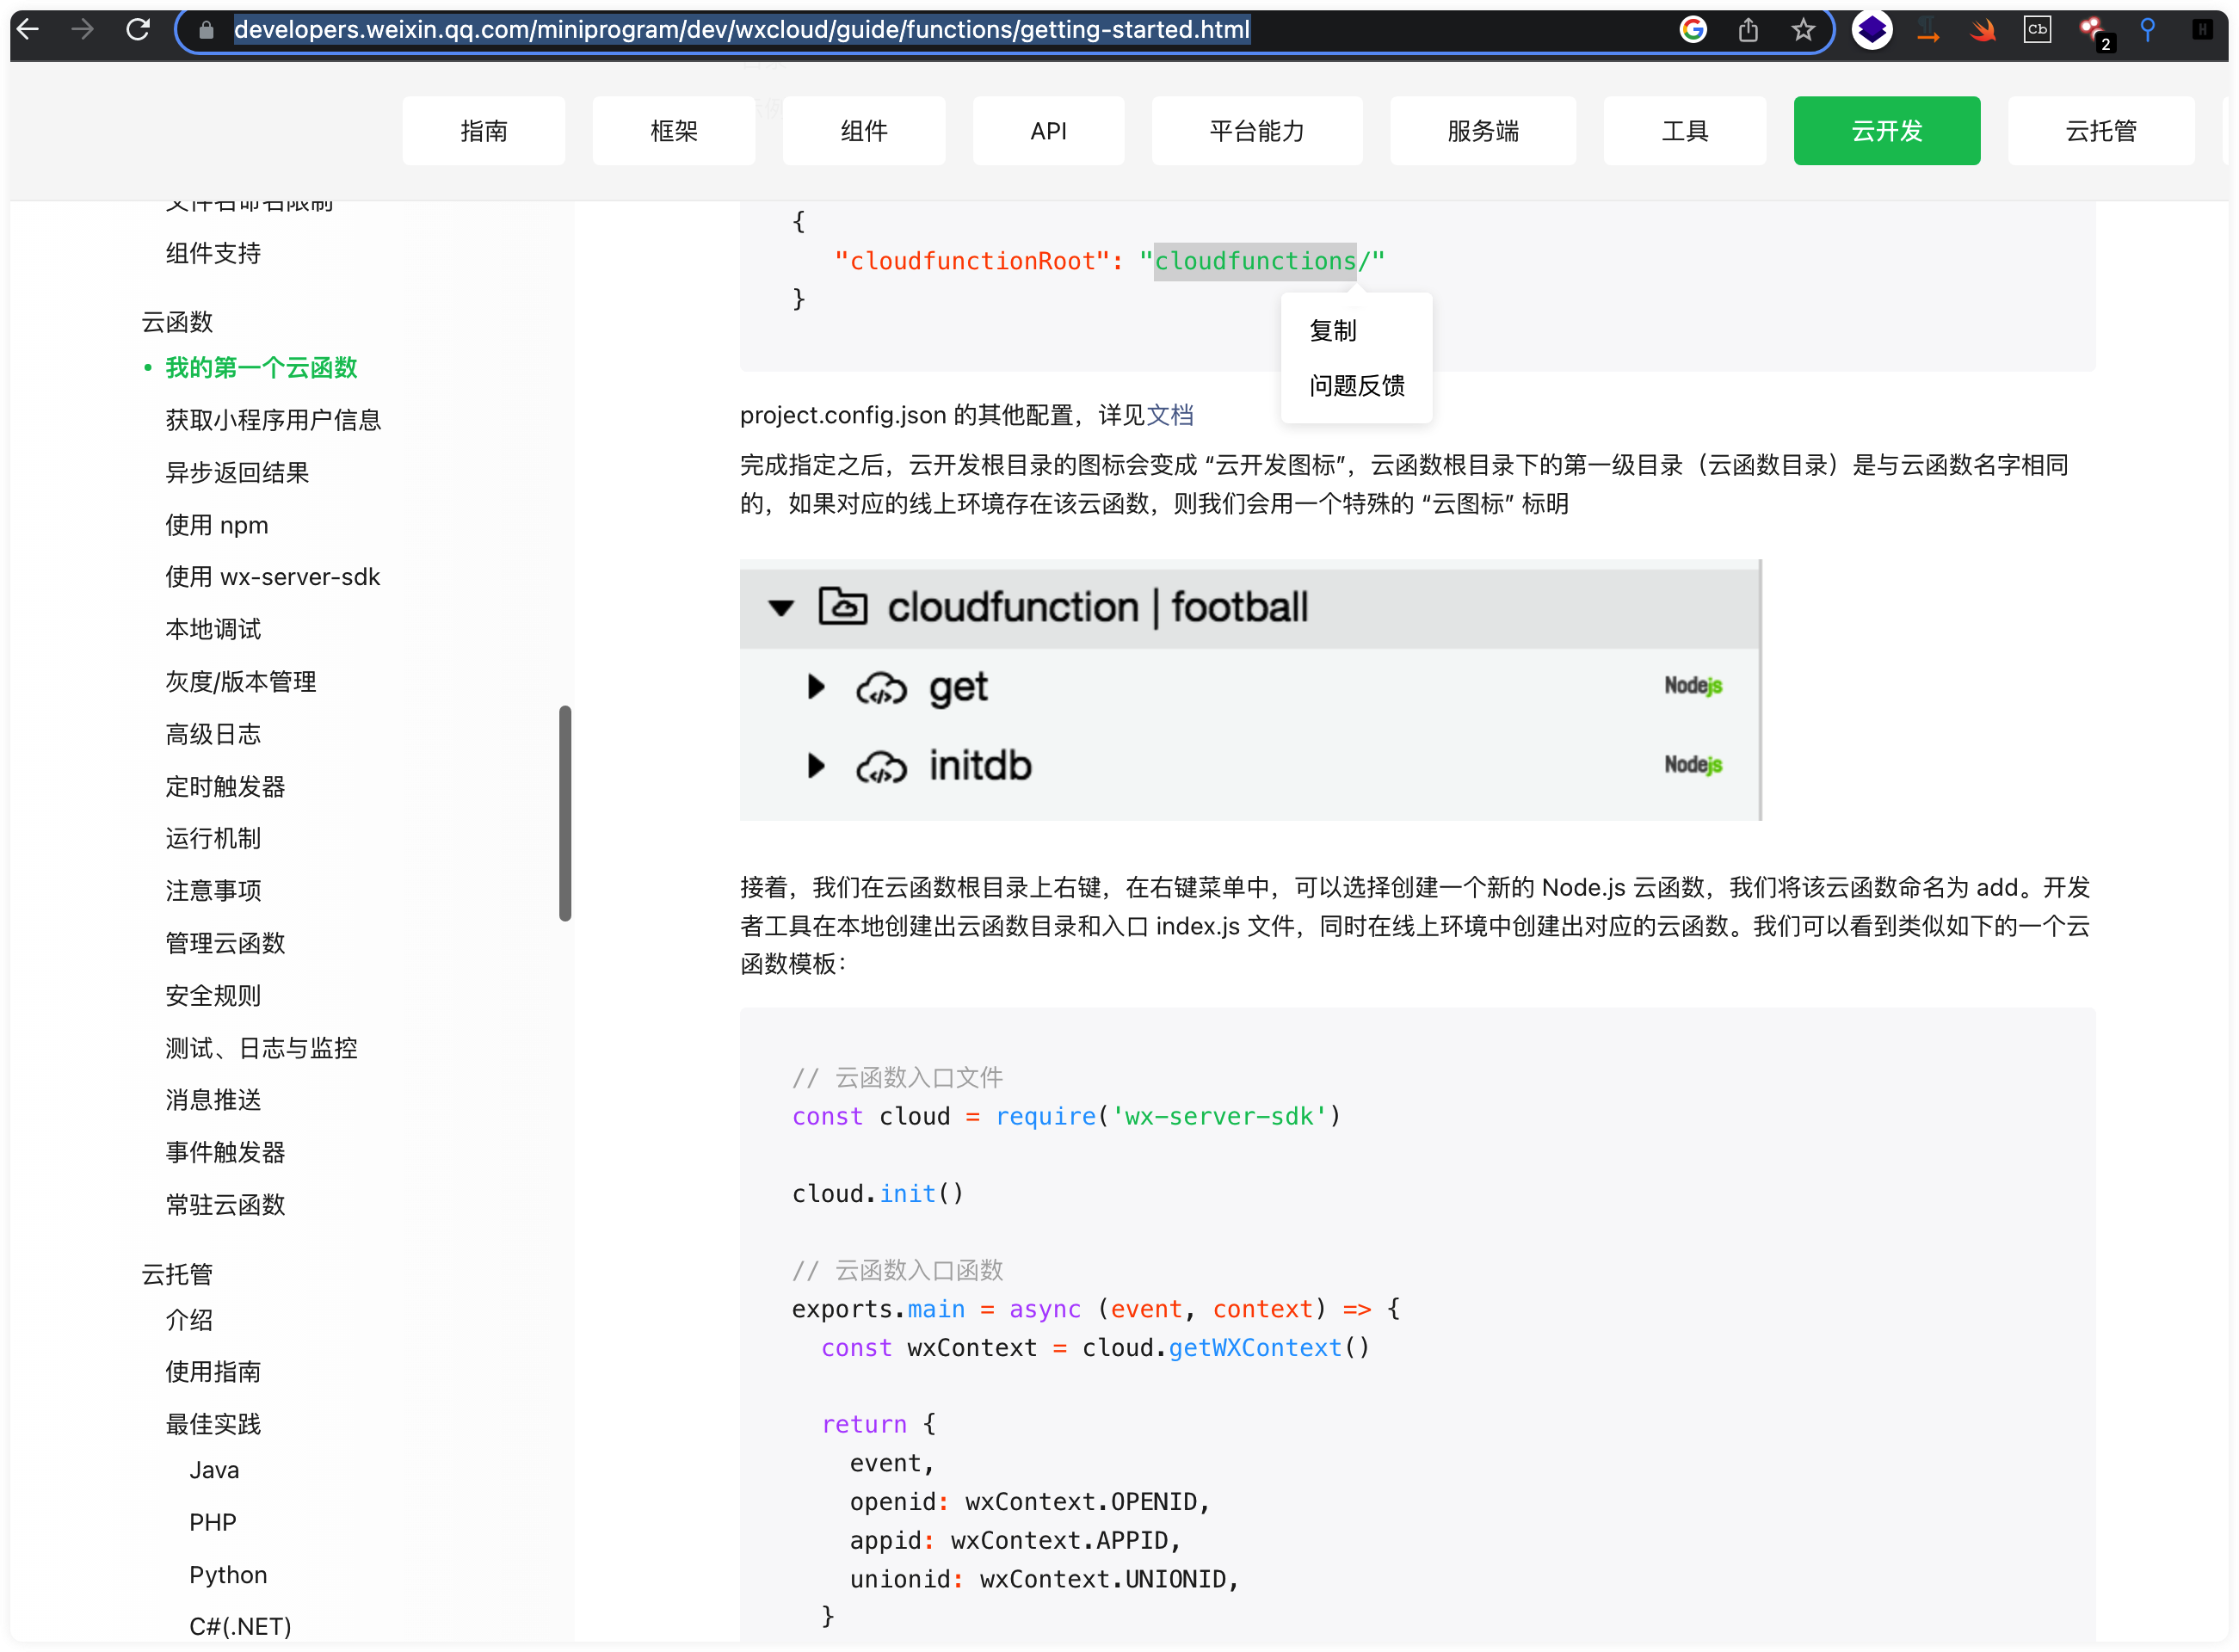 developers.weixin.qq.com/miniprogram/dev/wxcloud/guide/functions/getting-started.html
Cb
2
H
指南
框架
组件
API
平台能力
服务端
工具
云开发
云托管
文件名命名限制
组件支持
云函数
我的第一个云函数
获取小程序用户信息
异步返回结果
使用 npm
使用 wx-server-sdk
本地调试
灰度/版本管理
高级日志
定时触发器
运行机制
注意事项
管理云函数
安全规则
测试、日志与监控
消息推送
事件触发器
常驻云函数
云托管
介绍
使用指南
最佳实践
Java
PHP
Python
C#(.NET)
{
"cloudfunctionRoot": "cloudfunctions/"
}
复制
问题反馈
project.config.json 的其他配置，详见文档
完成指定之后，云开发根目录的图标会变成 “云开发图标”，云函数根目录下的第一级目录（云函数目录）是与云函数名字相同
的，如果对应的线上环境存在该云函数，则我们会用一个特殊的 “云图标” 标明
cloudfunction | football
get
Nodejs
initdb
Nodejs
接着，我们在云函数根目录上右键，在右键菜单中，可以选择创建一个新的 Node.js 云函数，我们将该云函数命名为 add。开发
者工具在本地创建出云函数目录和入口 index.js 文件，同时在线上环境中创建出对应的云函数。我们可以看到类似如下的一个云
函数模板：
// 云函数入口文件
const cloud = require('wx-server-sdk')
cloud.init()
// 云函数入口函数
exports.main = async (event, context) => {
const wxContext = cloud.getWXContext()
return {
event,
openid: wxContext.OPENID,
appid: wxContext.APPID,
unionid: wxContext.UNIONID,
}